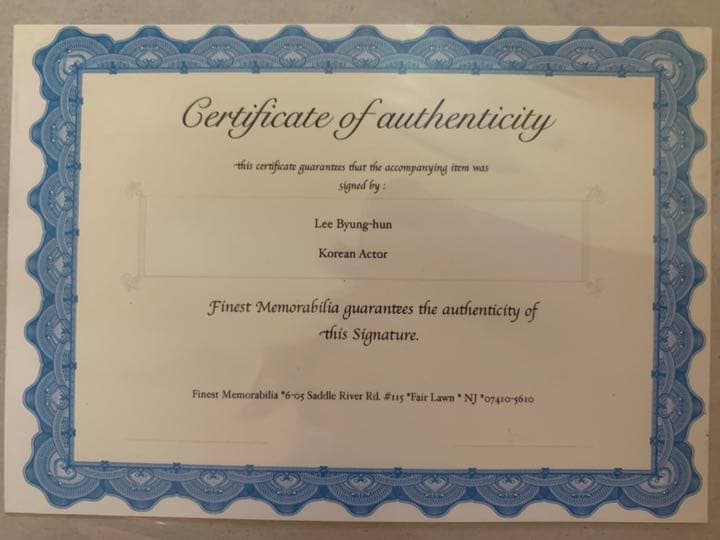 Certificate of authenticity
this certificate guarantees that the accompanying item was
signed by :
Lee Byung-hun
Korean Actor
Finest Memorabilia guarantees the authenticity of
this Signature.
Finest Memorabilia *6-05 Saddle River Rd. #115 *Fair Lawn * NJ *07410-5610